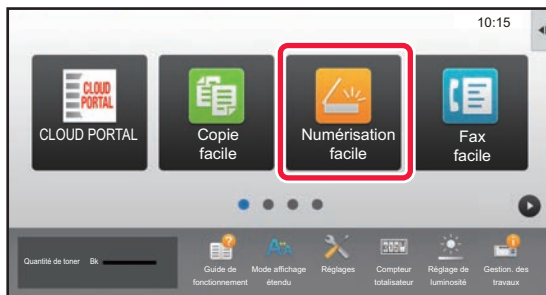 10:15
CLOUD
PORTAL
CLOUD PORTAL
Copie
facile
Numérisation
facile
Fax
facile
Quantité de toner Bk
Guide de
fonctionnement
Mode affichage
étendu
Réglages
Compteur
totalisateur
Réglage de
luminosité
Gestion. des
travaux